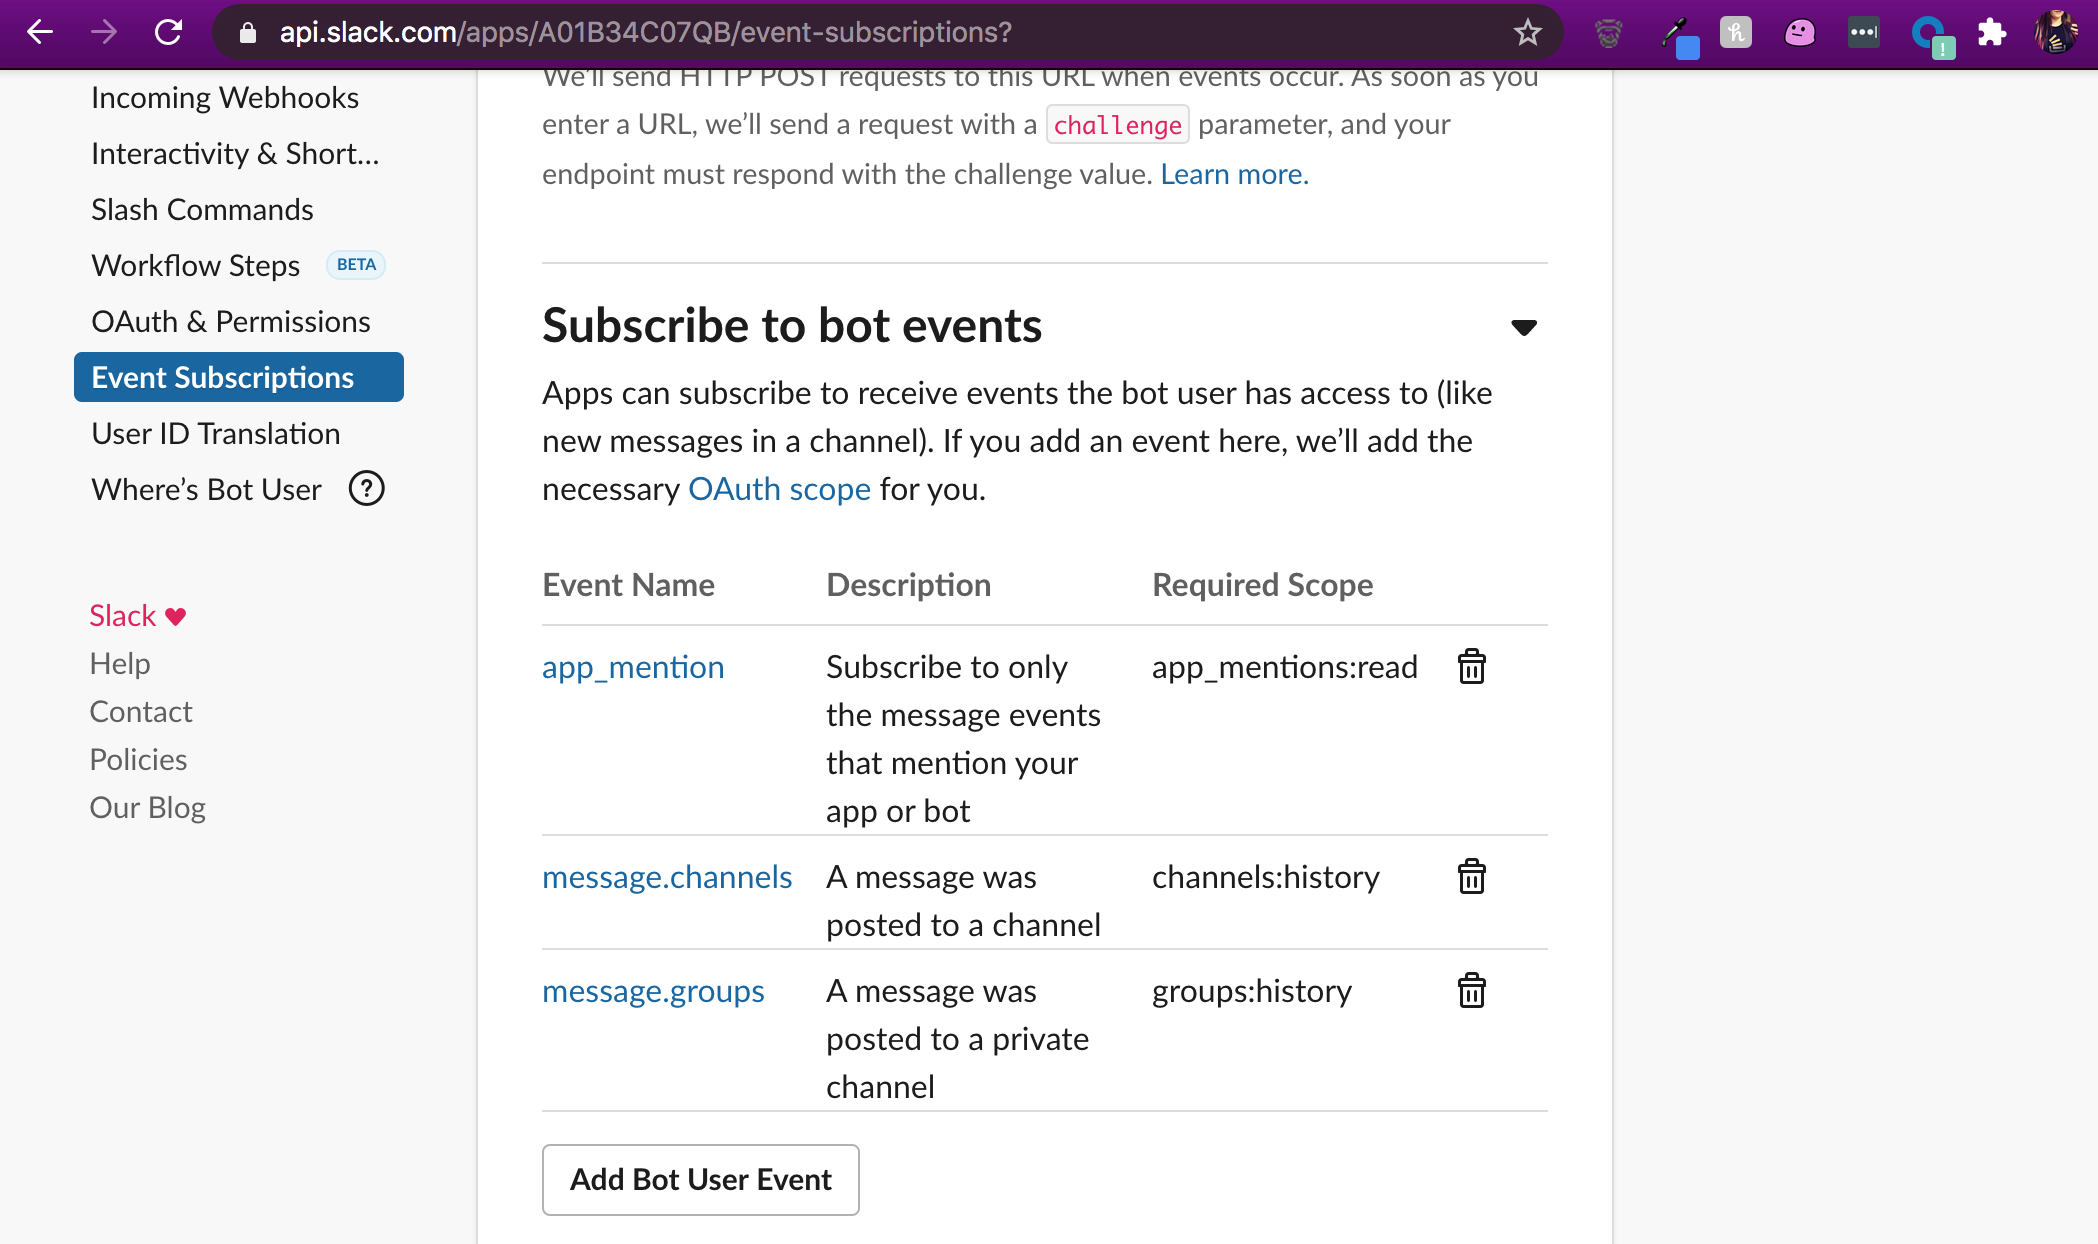 api.slack.com/apps/A01B34C07QB/event-subscriptions?
Incoming Webhooks
Interactivity & Short...
Slash Commands
Workflow Steps BETA
OAuth & Permissions
Event Subscriptions
User ID Translation
Where’s Bot User ?
Slack ♥
Help
Contact
Policies
Our Blog
We’ll send HTTP POST requests to this URL when events occur. As soon as you
enter a URL, we’ll send a request with a challenge parameter, and your
endpoint must respond with the challenge value. Learn more.
Subscribe to bot events
Apps can subscribe to receive events the bot user has access to (like
new messages in a channel). If you add an event here, we’ll add the
necessary OAuth scope for you.
Event Name Description Required Scope
app_mention Subscribe to only app_mentions:read
the message events
that mention your
app or bot
message.channels A message was channels:history
posted to a channel
message.groups A message was groups:history
posted to a private
channel
Add Bot User Event